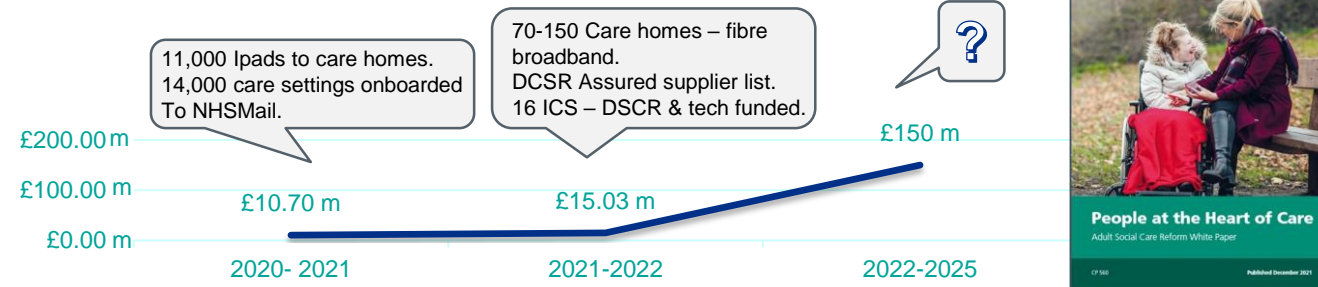 11,000 Ipads to care homes.
14,000 care settings onboarded
To NHSMail.
70-150 Care homes – fibre
broadband.
DCSR Assured supplier list.
16 ICS – DSCR & tech funded.
?
£200.00 m
£100.00 m
£0.00 m
£10.70 m
£15.03 m
£150 m
2020- 2021
2021-2022
2022-2025
People at the Heart of Care
Adult Social Care Reform White Paper
CP 560
Published December 2021